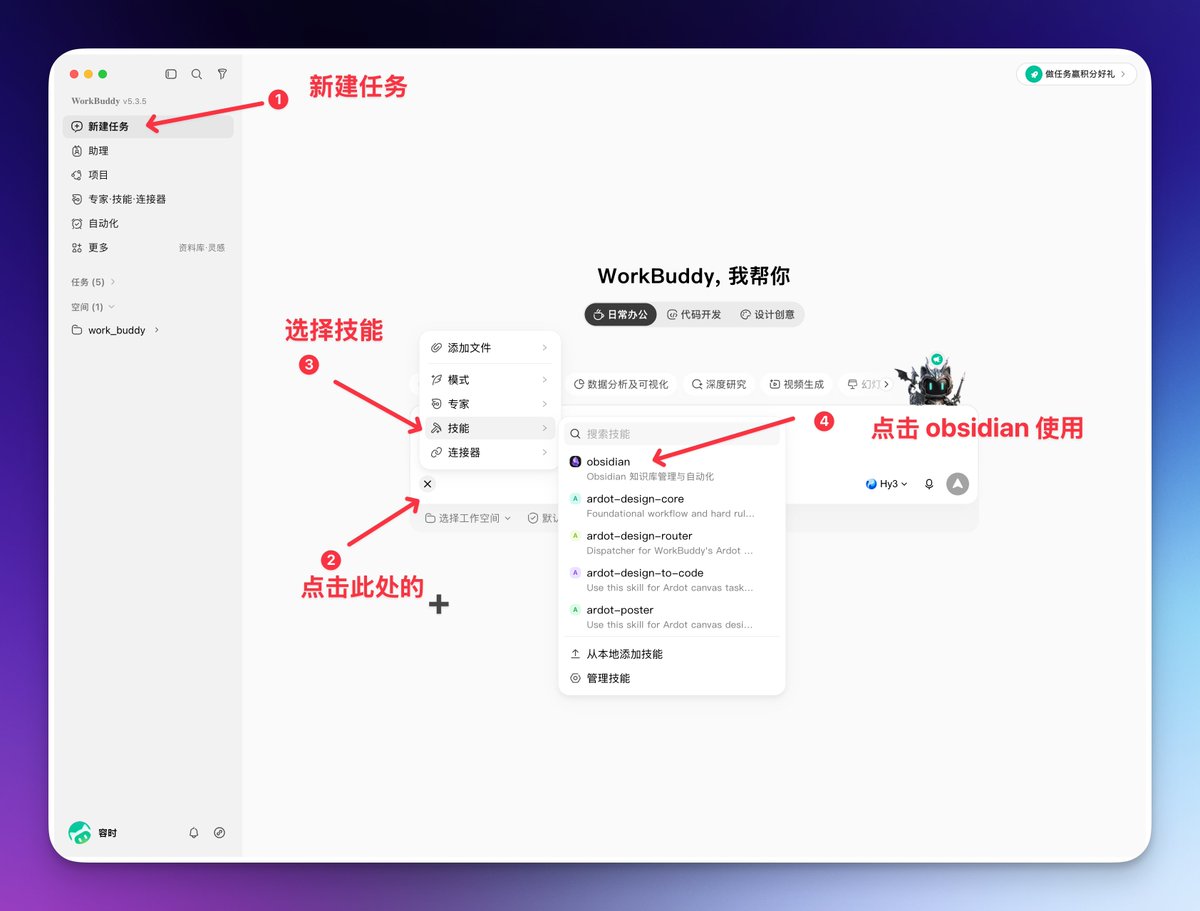 新建任务
1
做任务赢积分好礼
WorkBuddy v5.3.5
新建任务
助理
项目
专家·技能·连接器
自动化
更多
资料库·灵感
任务 (5)
空间 (1)
work_buddy
WorkBuddy, 我帮你
日常办公
代码开发
设计创意
选择技能
3
添加文件
模式
专家
技能
连接器
数据分析及可视化
深度研究
视频生成
幻灯
4
点击 obsidian 使用
搜索技能
obsidian
Obsidian 知识库管理与自动化
ardot-design-core
Foundational workflow and hard rul...
ardot-design-router
Dispatcher for WorkBuddy's Ardot ...
ardot-design-to-code
Use this skill for Ardot canvas task...
ardot-poster
Use this skill for Ardot canvas desi...
从本地添加技能
管理技能
Hy3
选择工作空间
默认
2
点击此处的
+
容时